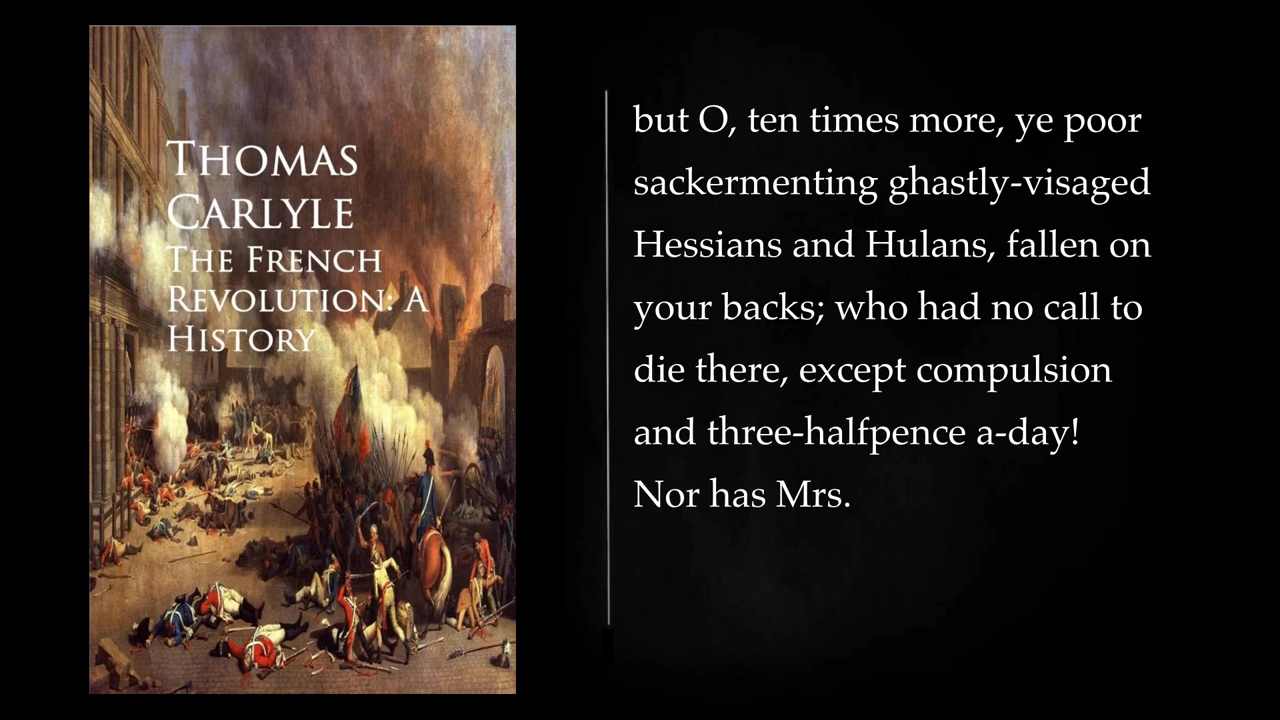 THOMAS
CARLYLE
THE FRENCH
REVOLUTION: A
HISTORY
but O, ten times more, ye poor
sackermenting ghastly-visaged
Hessians and Hulans, fallen on
your backs; who had no call to
die there, except compulsion
and three-halfpence a-day!
Nor has Mrs.